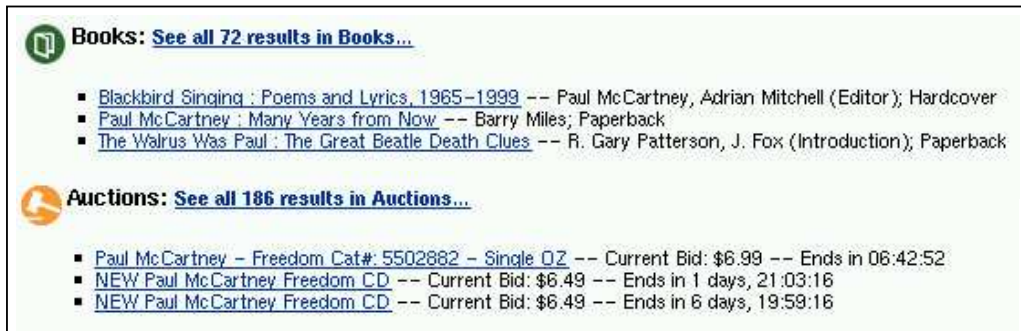 Books: See all 72 results in Books...
▪ Blackbird Singing : Poems and Lyrics, 1965-1999 -- Paul McCartney, Adrian Mitchell (Editor); Hardcover
▪ Paul McCartney : Many Years from Now -- Barry Miles; Paperback
▪ The Walrus Was Paul : The Great Beatle Death Clues -- R. Gary Patterson, J. Fox (Introduction); Paperback
Auctions: See all 186 results in Auctions...
▪ Paul McCartney - Freedom Cat#: 5502882 - Single OZ -- Current Bid: $6.99 -- Ends in 06:42:52
▪ NEW Paul McCartney Freedom CD -- Current Bid: $6.49 -- Ends in 1 days, 21:03:16
▪ NEW Paul McCartney Freedom CD -- Current Bid: $6.49 -- Ends in 6 days, 19:59:16